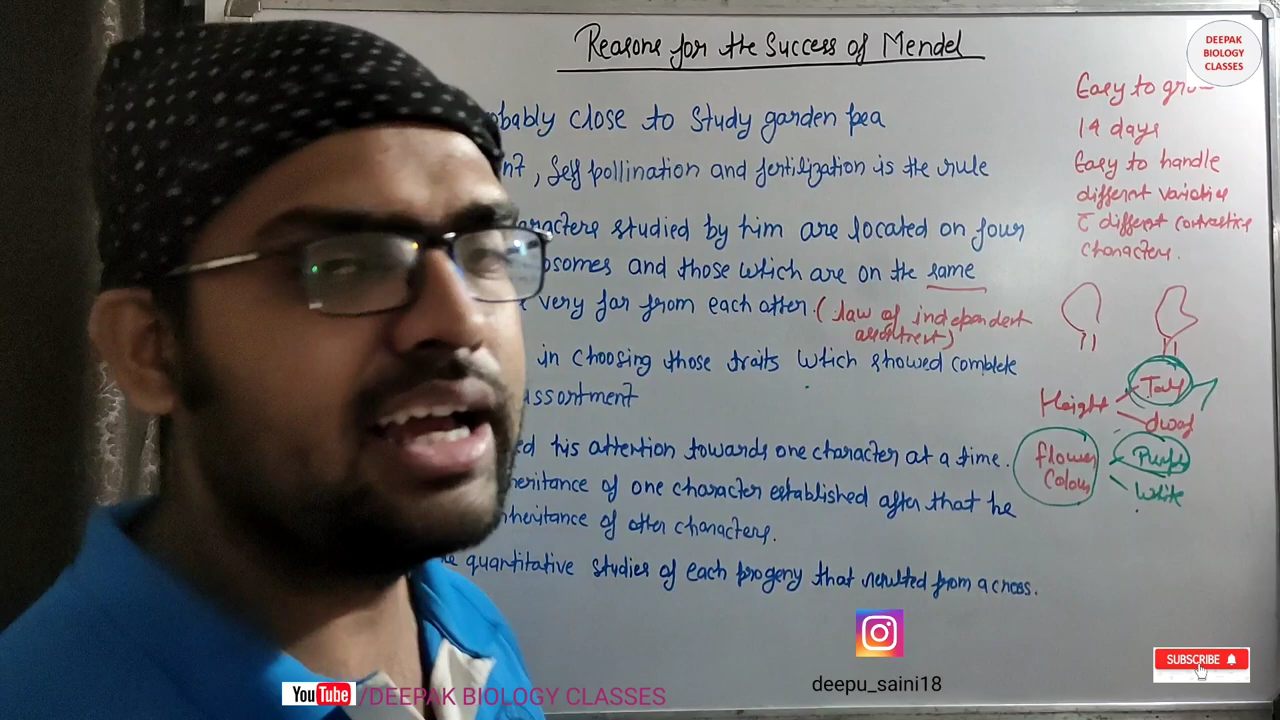 Reasons for the Success of Mendel
DEEPAK
BIOLOGY
CLASSES
obably close to study garden pea
, Self pollination and fertilization is the rule
aracters studied by him are located on four
osomes and those which are on the same
very far from each other. (law of independent
assortment)
in choosing those traits which showed complete
assortment
ed his attention towards one character at a time.
heritance of one character established after that he
nheritance of other characters.
quantitative studies of each progeny that resulted from a cross.
Easy to
14 days
Easy to handle
different varieties
c̄ different contrastive
characters.
Height
Tall
dwarf
flower
Colour
Purple
White
YouTube /DEEPAK BIOLOGY CLASSES
deepu_saini18
SUBSCRIBE